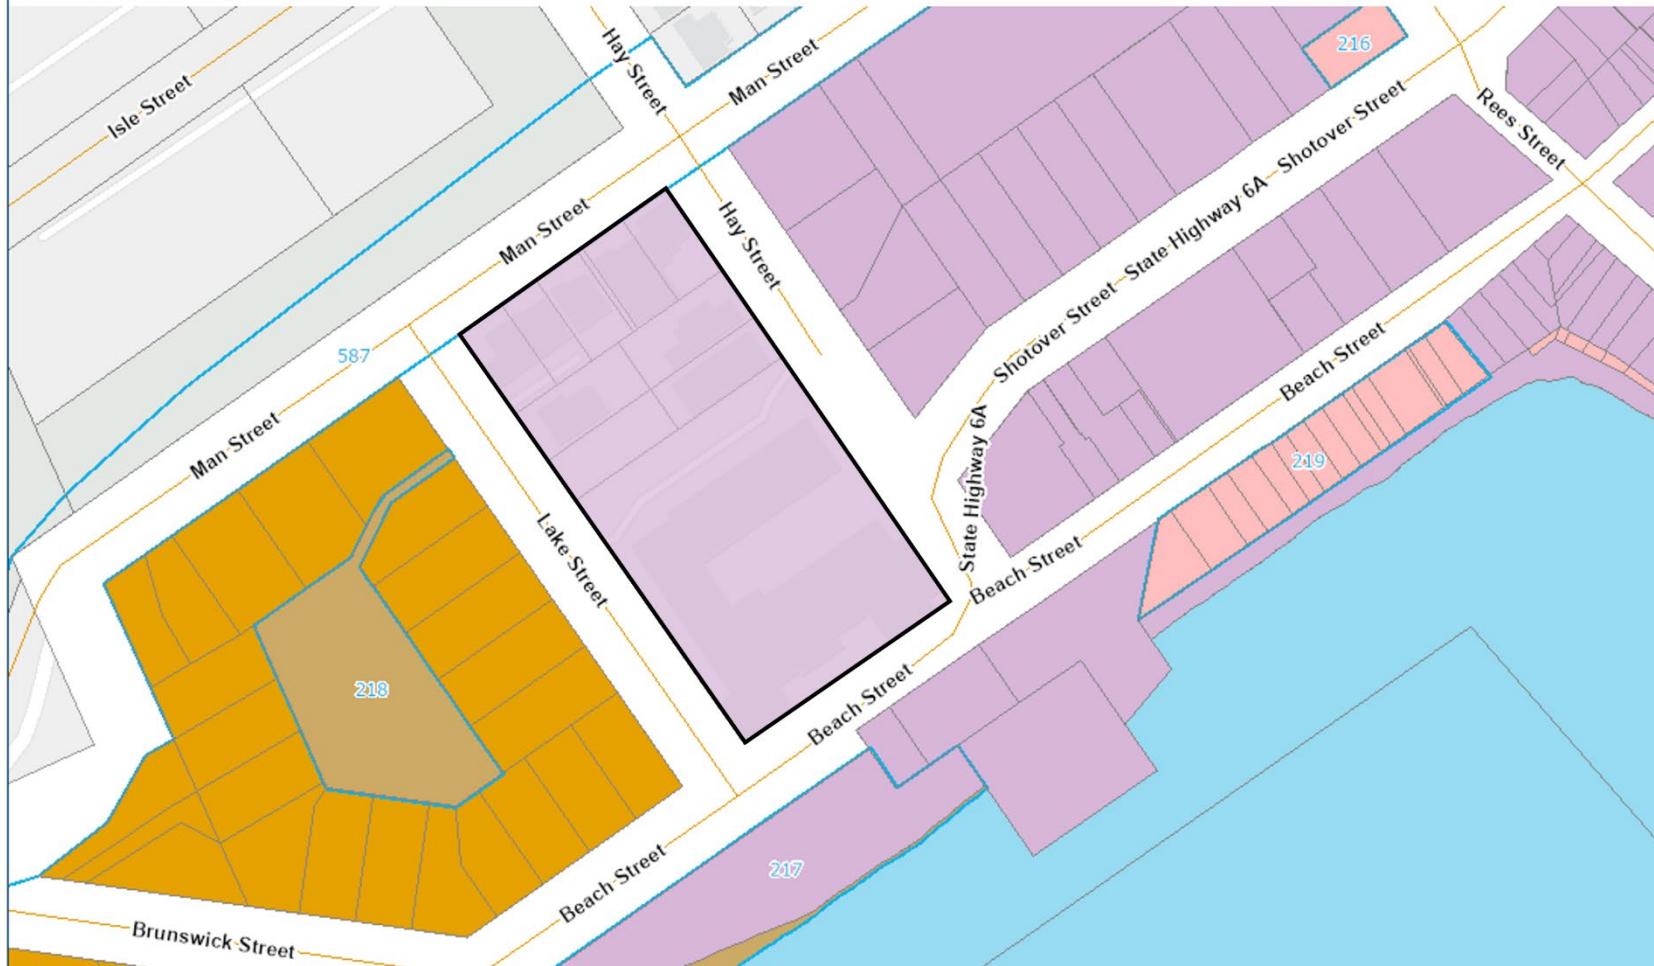 Hay Street
Man Street
216
Isle Street
Rees Street
Shotover Street
State Highway 6A
Man Street
Hay Street
Shotover Street
587
Beach Street
Man Street
State Highway 6A
219
Lake Street
Beach Street
218
Beach Street
217
Beach Street
Brunswick Street